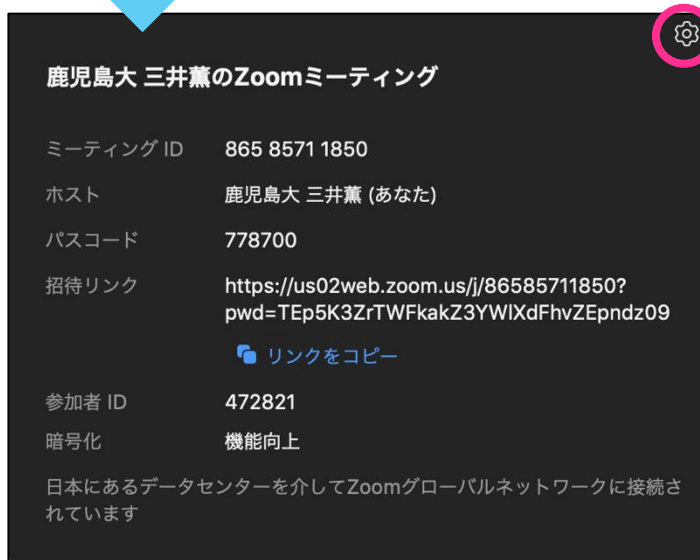 鹿児島大 三井薫のZoomミーティング
ミーティング ID 865 8571 1850
ホスト 鹿児島大 三井薫 (あなた)
パスコード 778700
招待リンク https://us02web.zoom.us/j/86585711850?
pwd=TEp5K3ZrTWFkakZ3YWlXdFhvZEpndz09
リンクをコピー
参加者 ID 472821
暗号化 機能向上
日本にあるデータセンターを介してZoomグローバルネットワークに接続さ
れています